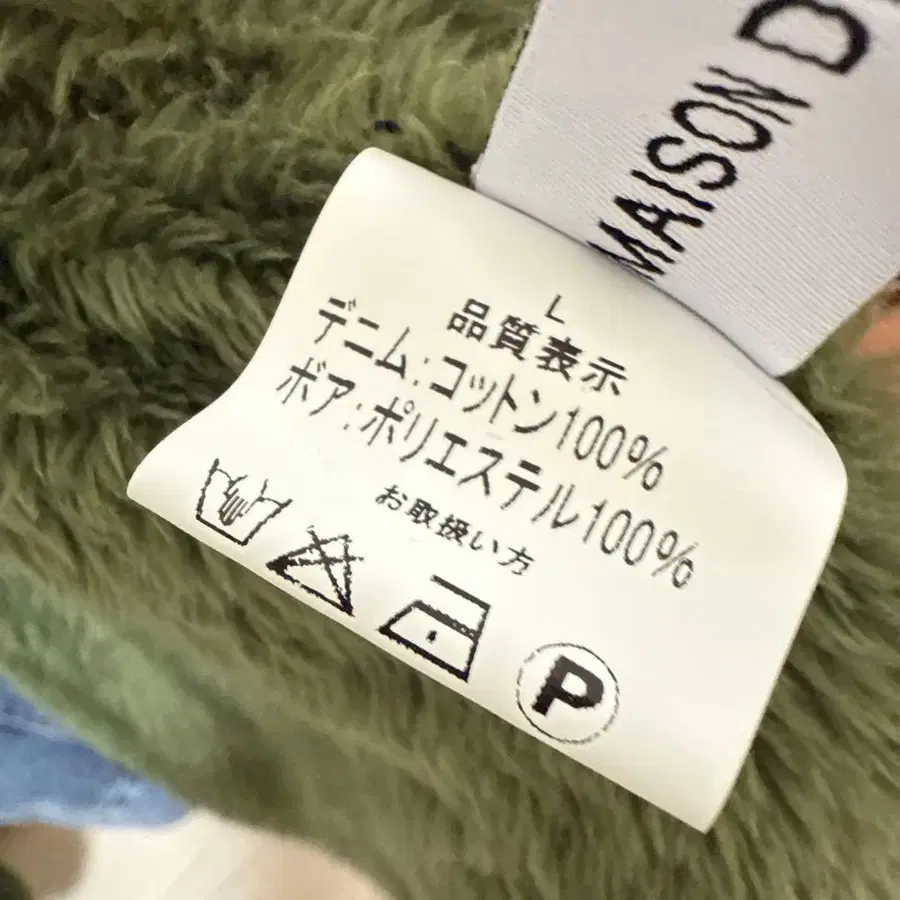 MAISON D
L
品質表示
デニム:コットン100%
ボア:ポリエステル100%
お取扱い方
P